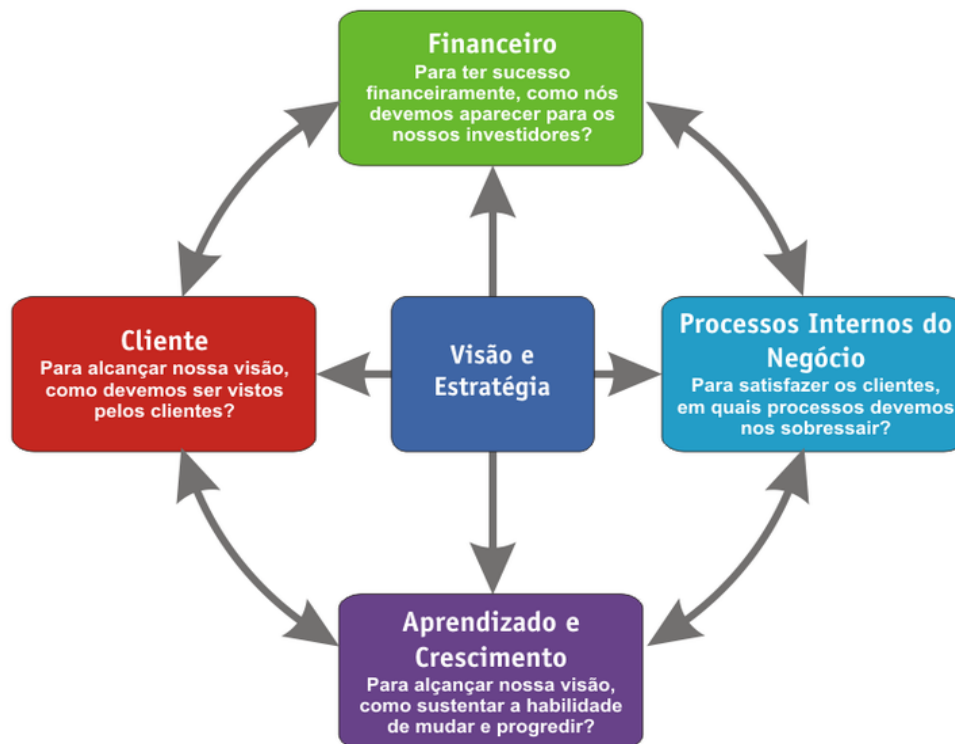 Financeiro
Para ter sucesso
financeiramente, como nós
devemos aparecer para os
nossos investidores?
Cliente
Para alcançar nossa visão,
como devemos ser vistos
pelos clientes?
Visão e
Estratégia
Processos Internos do
Negócio
Para satisfazer os clientes,
em quais processos devemos
nos sobressair?
Aprendizado e
Crescimento
Para alçançar nossa visão,
como sustentar a habilidade
de mudar e progredir?